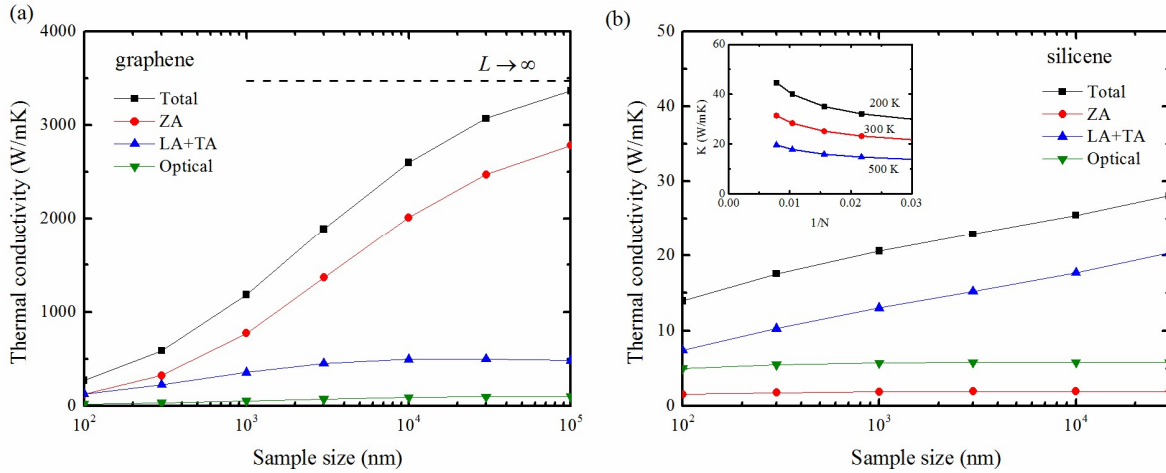 (a)
4000
3000
2000
1000
0
Thermal conductivity (W/mK)
graphene
Total
ZA
LA+TA
Optical
L → ∞
10² 10³ 10⁴ 10⁵
Sample size (nm)
(b)
50
40
30
20
10
0
Thermal conductivity (W/mK)
silicene
Total
ZA
LA+TA
Optical
60
40
20
0
K (W/mK)
200 K
300 K
500 K
0.00 0.01 0.02 0.03
1/N
10² 10³ 10⁴
Sample size (nm)